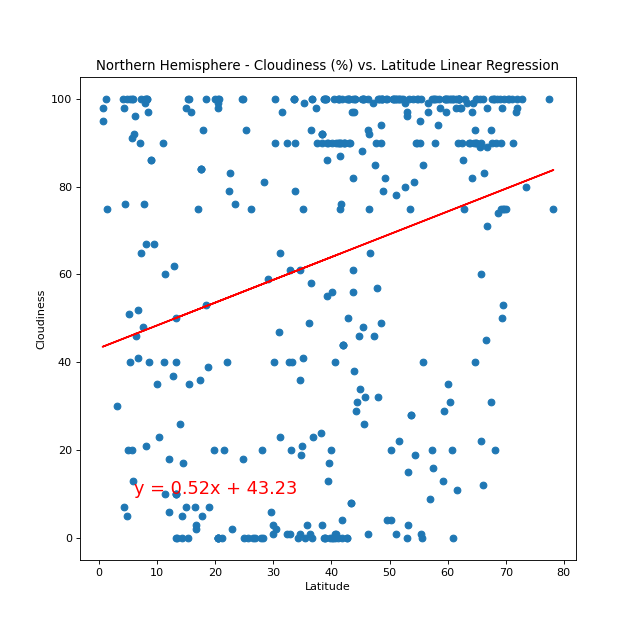 Northern Hemisphere - Cloudiness (%) vs. Latitude Linear Regression
100
80
60
40
20
0
Cloudiness
y = 0.52x + 43.23
0 10 20 30 40 50 60 70 80
Latitude